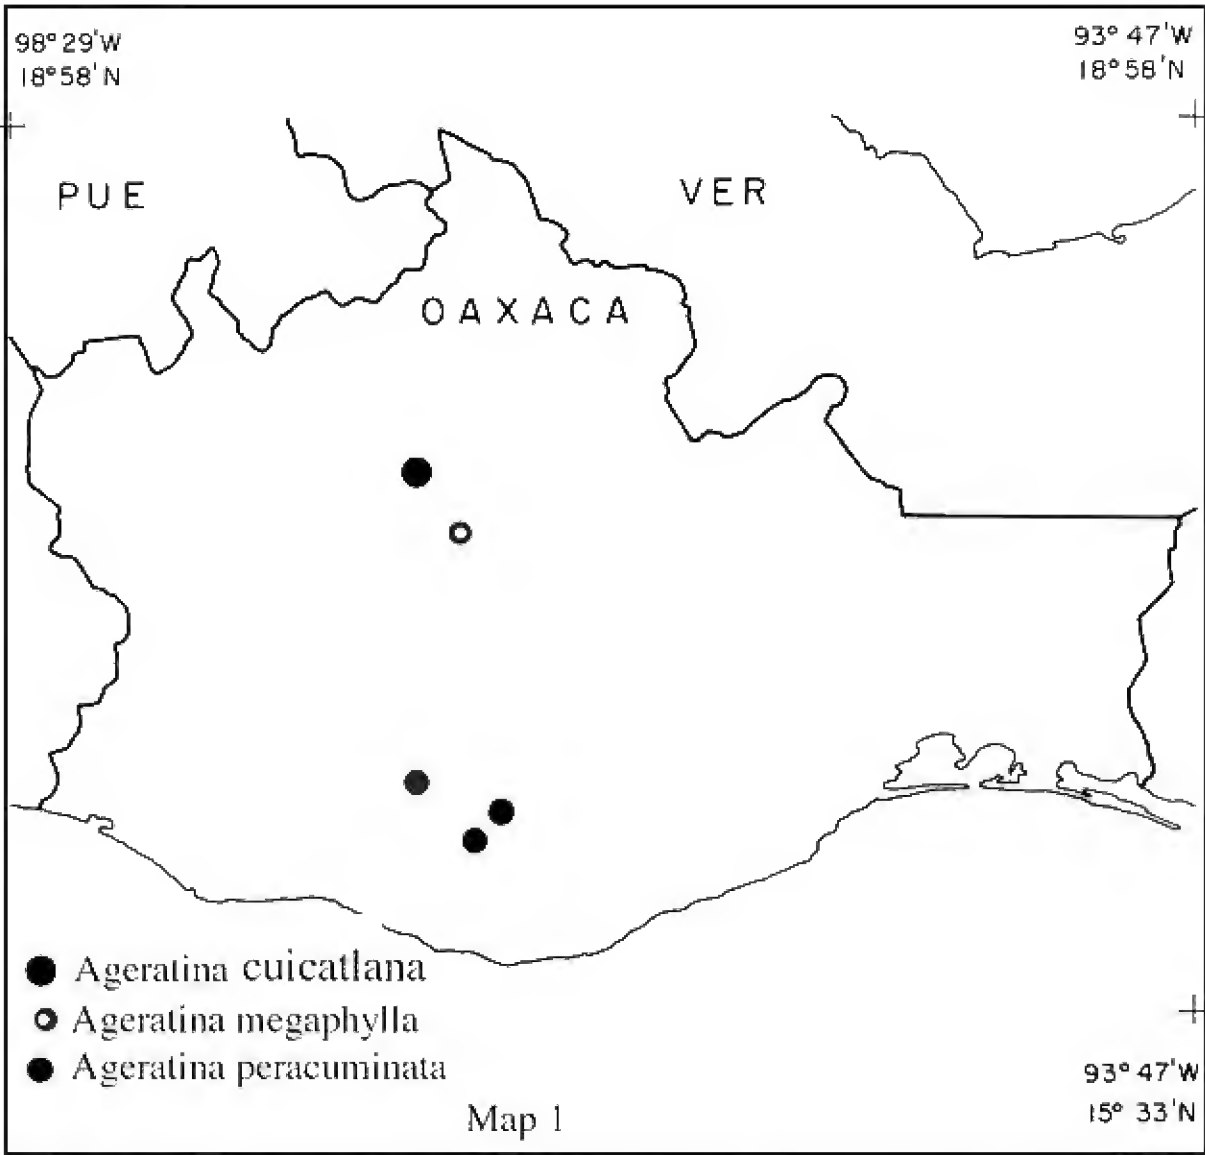 98° 29'W
18° 58'N
93° 47'W
18° 58'N
PUE
VER
OAXACA
Ageratina cuicatlana
Ageratina megaphylla
Ageratina peracuminata
Map 1
93° 47'W
15° 33'N